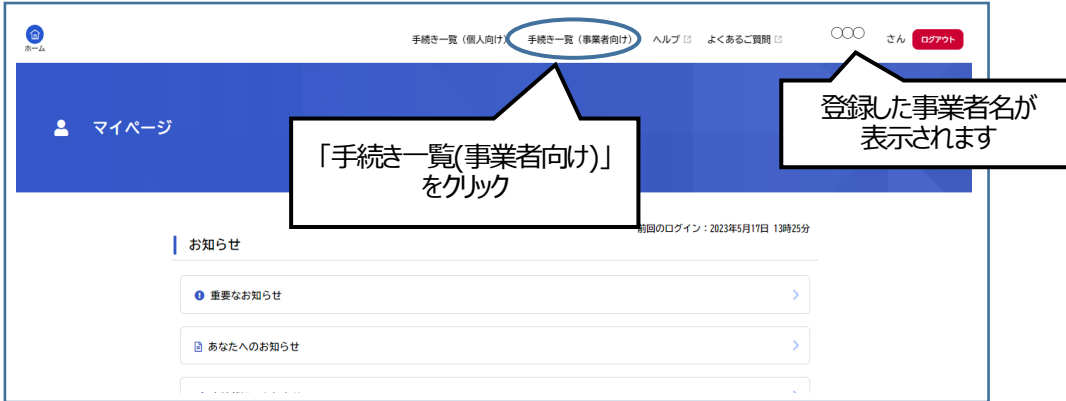 ホーム
手続き一覧（個人向け）
手続き一覧（事業者向け）
ヘルプ
よくあるご質問
○○○ さん
ログアウト
登録した事業者名が
表示されます
マイページ
「手続き一覧(事業者向け)」
をクリック
前回のログイン：2023年5月17日 13時25分
お知らせ
重要なお知らせ
あなたへのお知らせ